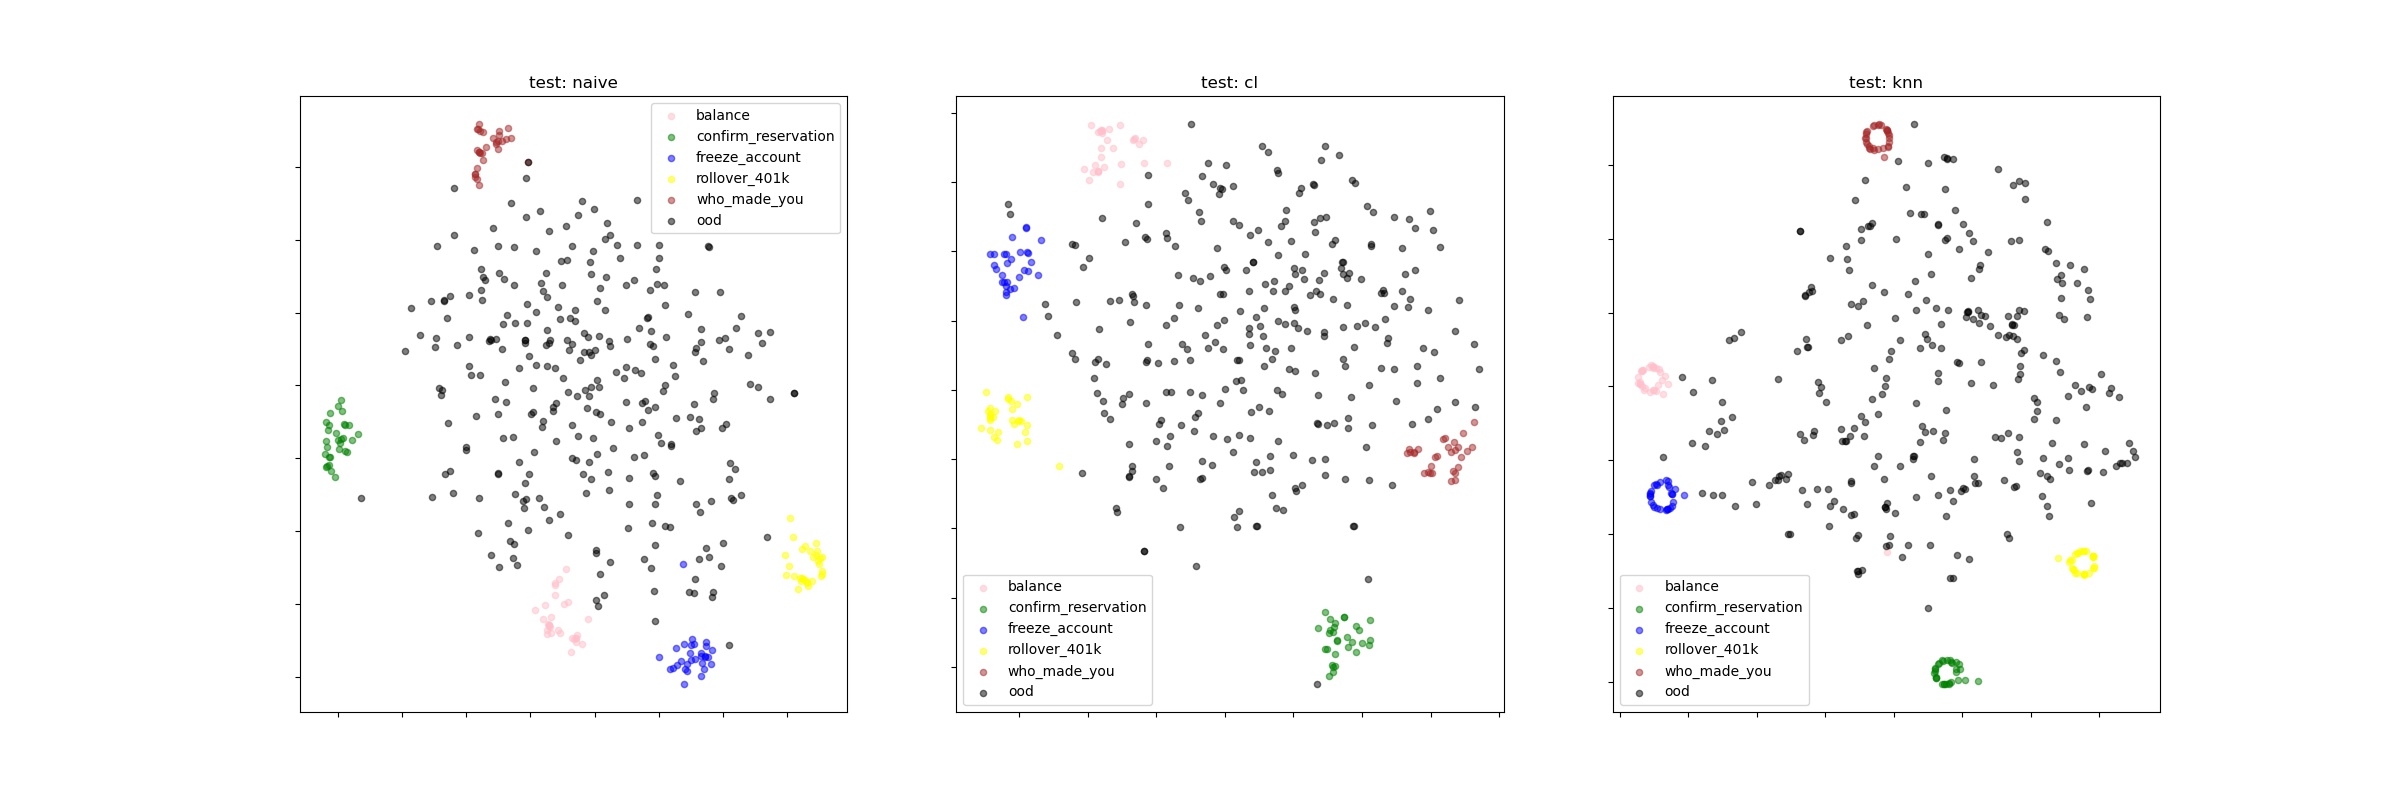 test: naive
balance
confirm_reservation
freeze_account
rollover_401k
who_made_you
ood
test: cl
balance
confirm_reservation
freeze_account
rollover_401k
who_made_you
ood
test: knn
balance
confirm_reservation
freeze_account
rollover_401k
who_made_you
ood